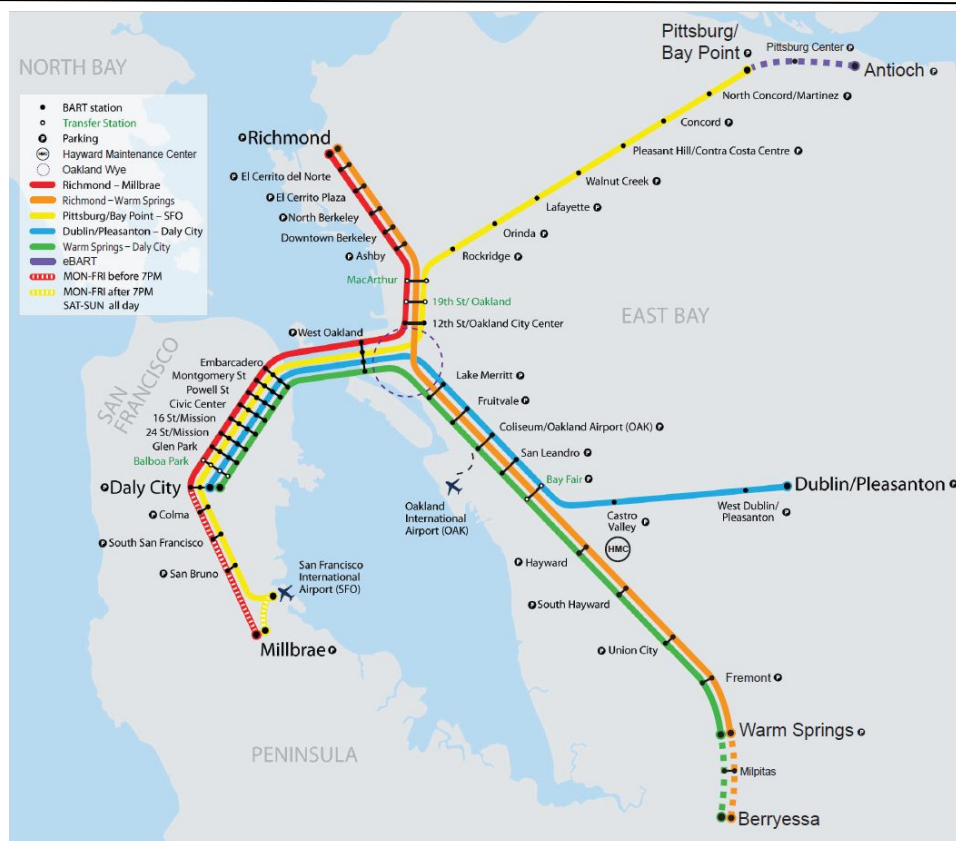 NORTH BAY
BART station
Transfer Station
P Parking
HMC Hayward Maintenance Center
Oakland Wye
Richmond – Millbrae
Richmond – Warm Springs
Pittsburg/Bay Point – SFO
Dublin/Pleasanton – Daly City
Warm Springs – Daly City
eBART
MON-FRI before 7PM
MON-FRI after 7PM
SAT-SUN all day
Pittsburg/
Bay Point P
Pittsburg Center P
Antioch P
North Concord/Martinez P
Concord P
Pleasant Hill/Contra Costa Centre P
Walnut Creek P
Lafayette P
Orinda P
Rockridge P
P Richmond
P El Cerrito del Norte
P El Cerrito Plaza
P North Berkeley
Downtown Berkeley
P Ashby
MacArthur
19th St/ Oakland
12th St/Oakland City Center
EAST BAY
P West Oakland
SAN
FRANCISCO
Embarcadero
Montgomery St
Powell St
Civic Center
16 St/Mission
24 St/Mission
Glen Park
Balboa Park
P Daly City
P Colma
P South San Francisco
P San Bruno
San Francisco
International
Airport (SFO)
Millbrae P
PENINSULA
Lake Merritt P
Fruitvale P
Coliseum/Oakland Airport (OAK) P
San Leandro P
Bay Fair P
Oakland
International
Airport (OAK)
Castro
Valley P
HMC
West Dublin/
Pleasanton P
Dublin/Pleasanton P
P Hayward
P South Hayward
P Union City
Fremont P
Warm Springs P
Milpitas
Berryessa